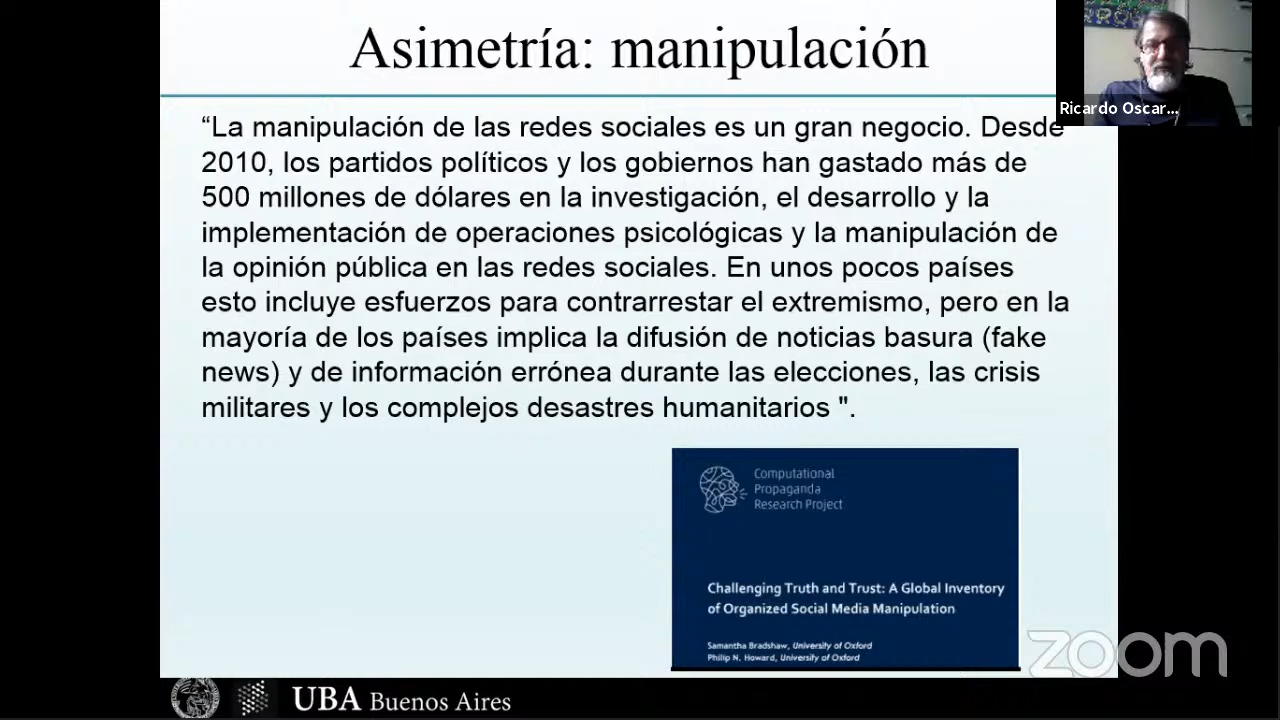 Asimetría: manipulación
Ricardo Oscar...
“La manipulación de las redes sociales es un gran negocio. Desde
2010, los partidos políticos y los gobiernos han gastado más de
500 millones de dólares en la investigación, el desarrollo y la
implementación de operaciones psicológicas y la manipulación de
la opinión pública en las redes sociales. En unos pocos países
esto incluye esfuerzos para contrarrestar el extremismo, pero en la
mayoría de los países implica la difusión de noticias basura (fake
news) y de información errónea durante las elecciones, las crisis
militares y los complejos desastres humanitarios ".
Computational
Propaganda
Research Project
Challenging Truth and Trust: A Global Inventory
of Organized Social Media Manipulation
Samantha Bradshaw, University of Oxford
Philip N. Howard, University of Oxford
zoom
UBA Buenos Aires